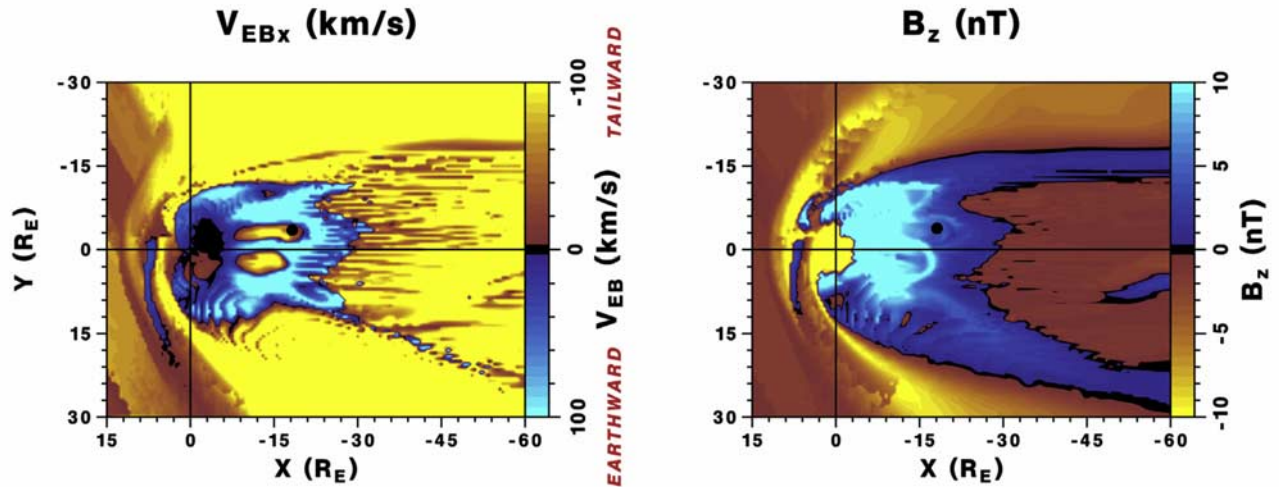 V_EBx (km/s)
-30
-15
0
15
30
Y (R_E)
15 0 -15 -30 -45 -60
X (R_E)
-100
0
100
V_EB (km/s)
TAILWARD
EARTHWARD
B_z (nT)
-30
-15
0
15
30
15 0 -15 -30 -45 -60
X (R_E)
10
5
0
-5
-10
B_z (nT)